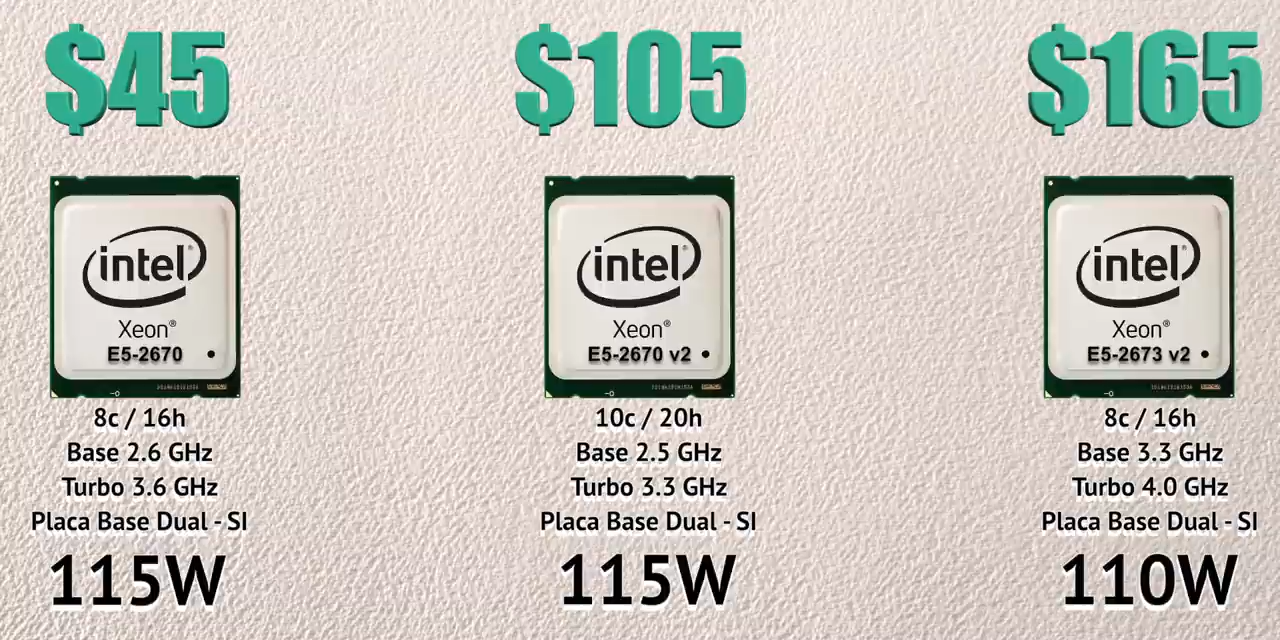 $45
$105
$165
intel®
Xeon®
E5-2670
8c / 16h
Base 2.6 GHz
Turbo 3.6 GHz
Placa Base Dual - SI
115W
intel®
Xeon®
E5-2670 v2
10c / 20h
Base 2.5 GHz
Turbo 3.3 GHz
Placa Base Dual - SI
115W
intel®
Xeon®
E5-2673 v2
8c / 16h
Base 3.3 GHz
Turbo 4.0 GHz
Placa Base Dual - SI
110W